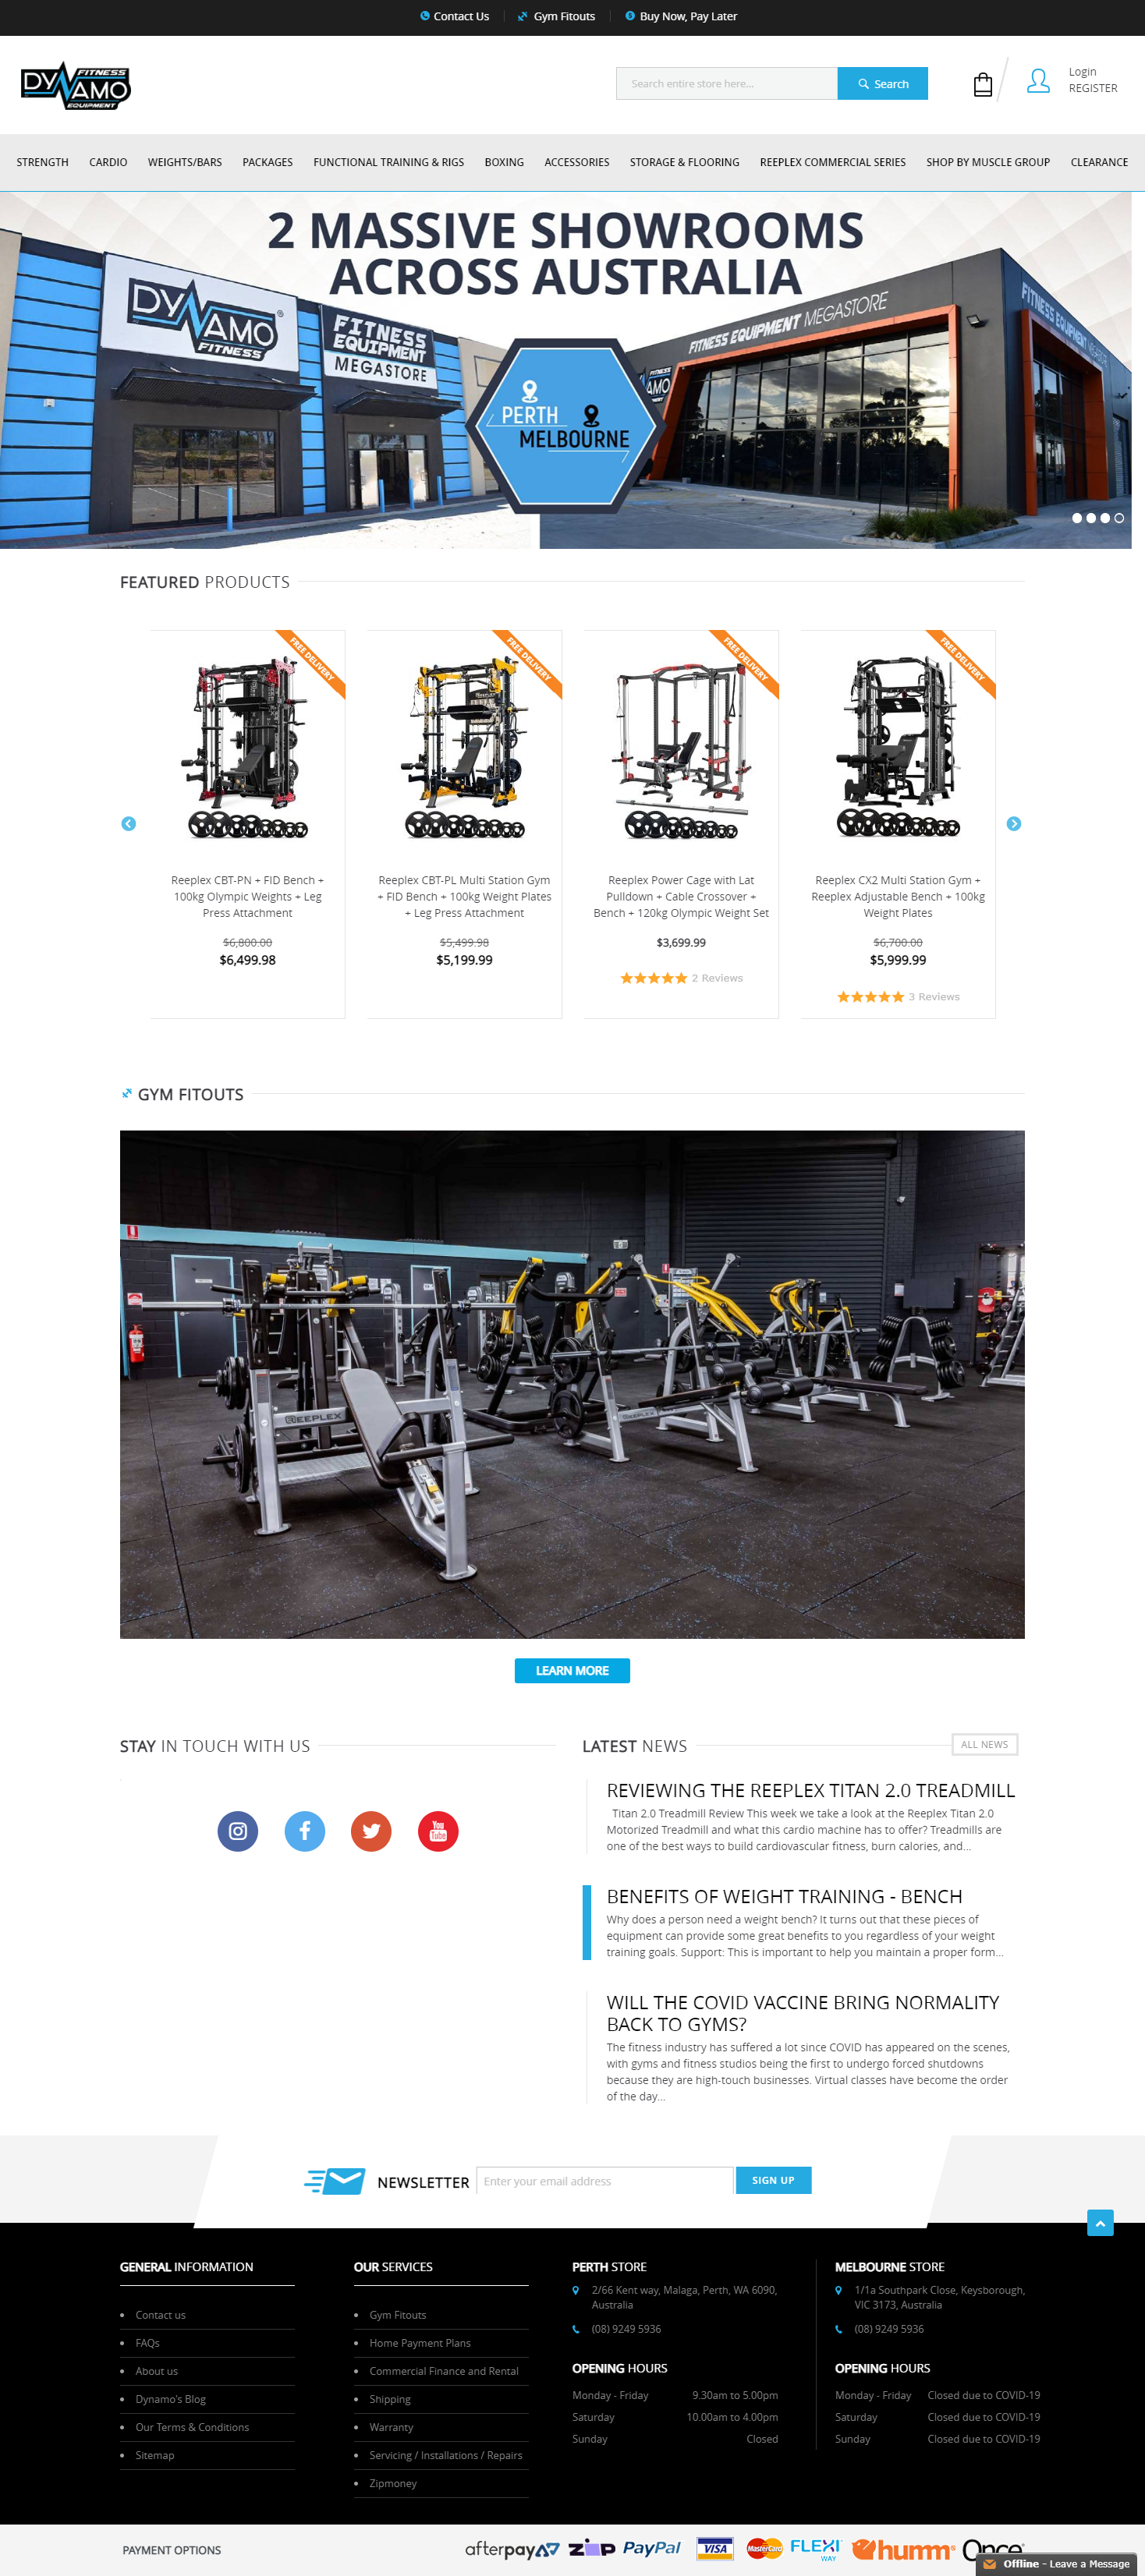 Contact Us
Gym Fitouts
Buy Now, Pay Later
DYNAMO
FITNESS
EQUIPMENT
Search entire store here...
Search
Login
REGISTER
STRENGTH
CARDIO
WEIGHTS/BARS
PACKAGES
FUNCTIONAL TRAINING & RIGS
BOXING
ACCESSORIES
STORAGE & FLOORING
REEPLEX COMMERCIAL SERIES
SHOP BY MUSCLE GROUP
CLEARANCE
2 MASSIVE SHOWROOMS
ACROSS AUSTRALIA
DYNAMO
FITNESS
FITNESS
EQUIPMENT
MEGASTORE
FITNESS EQUIPMENT MEGASTORE
FITNESS EQUIPMENT MEGASTORE
PERTH
MELBOURNE
FEATURED PRODUCTS
FREE DELIVERY
FREE DELIVERY
FREE DELIVERY
FREE DELIVERY
Reeplex CBT-PN + FID Bench +
100kg Olympic Weights + Leg
Press Attachment
$6,800.00
$6,499.98
Reeplex CBT-PL Multi Station Gym
+ FID Bench + 100kg Weight Plates
+ Leg Press Attachment
$5,499.98
$5,199.99
Reeplex Power Cage with Lat
Pulldown + Cable Crossover +
Bench + 120kg Olympic Weight Set
$3,699.99
2 Reviews
Reeplex CX2 Multi Station Gym +
Reeplex Adjustable Bench + 100kg
Weight Plates
$6,700.00
$5,999.99
3 Reviews
GYM FITOUTS
REEPLEX
REEPLEX
LEARN MORE
STAY IN TOUCH WITH US
You
Tube
LATEST NEWS
ALL NEWS
REVIEWING THE REEPLEX TITAN 2.0 TREADMILL
Titan 2.0 Treadmill Review This week we take a look at the Reeplex Titan 2.0
Motorized Treadmill and what this cardio machine has to offer? Treadmills are
one of the best ways to build cardiovascular fitness, burn calories, and...
BENEFITS OF WEIGHT TRAINING - BENCH
Why does a person need a weight bench? It turns out that these pieces of
equipment can provide some great benefits to you regardless of your weight
training goals. Support: This is important to help you maintain a proper form...
WILL THE COVID VACCINE BRING NORMALITY
BACK TO GYMS?
The fitness industry has suffered a lot since COVID has appeared on the scenes,
with gyms and fitness studios being the first to undergo forced shutdowns
because they are high-touch businesses. Virtual classes have become the order
of the day...
NEWSLETTER
Enter your email address
SIGN UP
GENERAL INFORMATION
Contact us
FAQs
About us
Dynamo's Blog
Our Terms & Conditions
Sitemap
OUR SERVICES
Gym Fitouts
Home Payment Plans
Commercial Finance and Rental
Shipping
Warranty
Servicing / Installations / Repairs
Zipmoney
PERTH STORE
2/66 Kent way, Malaga, Perth, WA 6090,
Australia
(08) 9249 5936
OPENING HOURS
Monday - Friday 9.30am to 5.00pm
Saturday 10.00am to 4.00pm
Sunday Closed
MELBOURNE STORE
1/1a Southpark Close, Keysborough,
VIC 3173, Australia
(08) 9249 5936
OPENING HOURS
Monday - Friday Closed due to COVID-19
Saturday Closed due to COVID-19
Sunday Closed due to COVID-19
PAYMENT OPTIONS
afterpay
ZIP
PayPal
VISA
MasterCard
FLEXI
WAY
humm
Once
Offline - Leave a Message